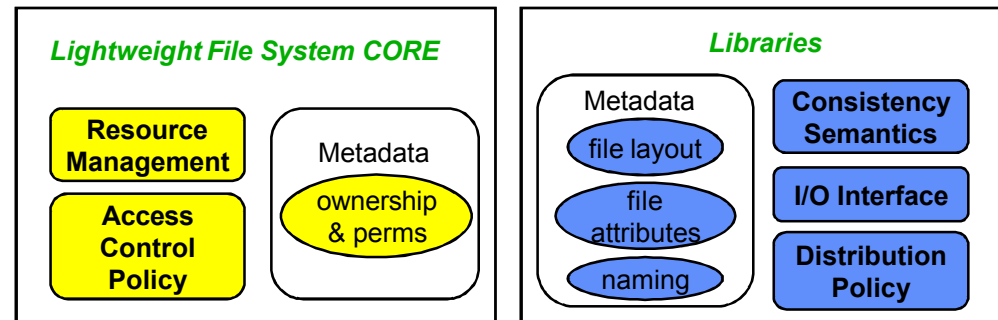 Lightweight File System CORE
Resource
Management
Access
Control
Policy
Metadata
ownership
& perms
Libraries
Metadata
file layout
file
attributes
naming
Consistency
Semantics
I/O Interface
Distribution
Policy